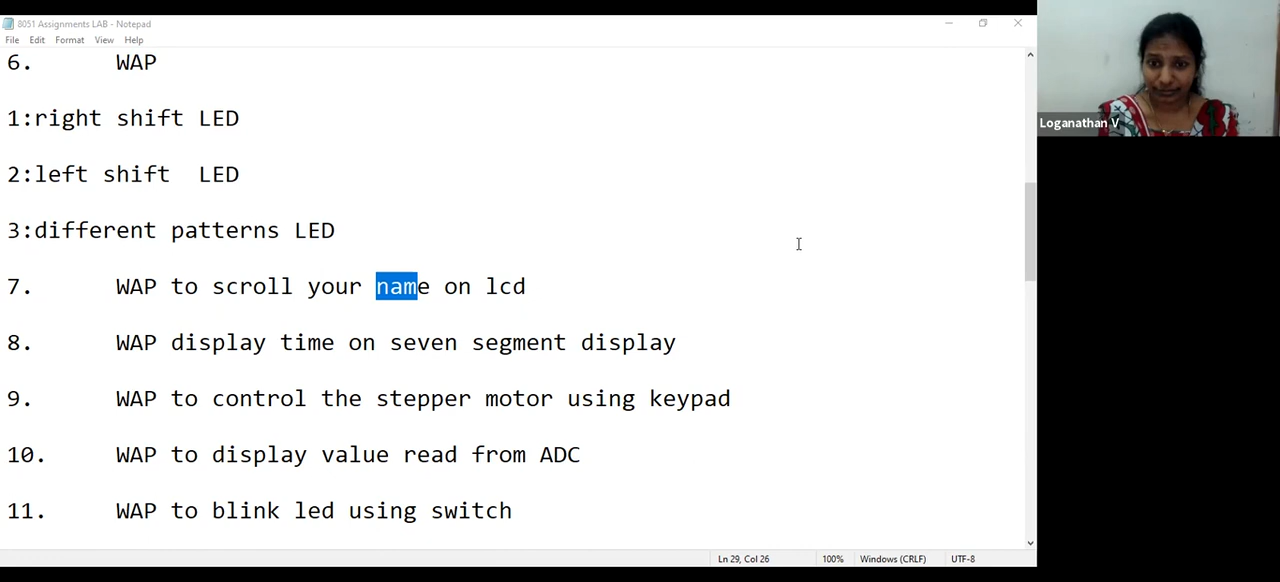 8051 Assignments LAB - Notepad
File Edit Format View Help
6. WAP
1:right shift LED
2:left shift LED
3:different patterns LED
7. WAP to scroll your name on lcd
8. WAP display time on seven segment display
9. WAP to control the stepper motor using keypad
10. WAP to display value read from ADC
11. WAP to blink led using switch
Ln 29, Col 26 100% Windows (CRLF) UTF-8
Loganathan V